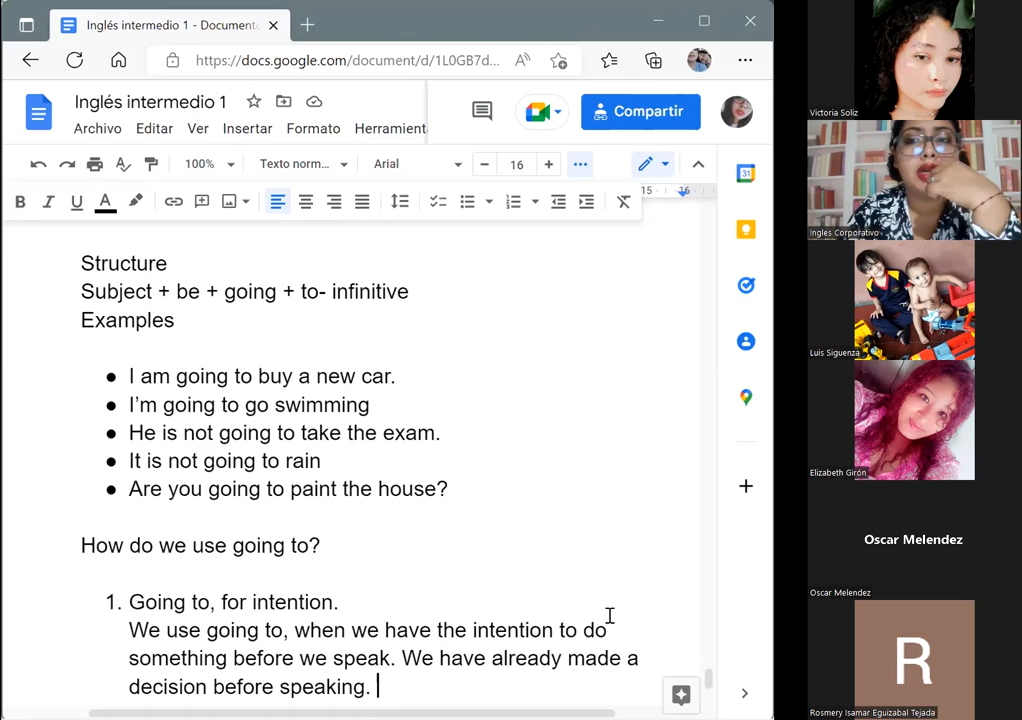 Inglés intermedio 1 - Document
https://docs.google.com/document/d/1L0GB7d...
Inglés intermedio 1
Compartir
Archivo Editar Ver Insertar Formato Herramient
100% Texto norm... Arial 16
15 16
31
Structure
Subject + be + going + to- infinitive
Examples
I am going to buy a new car.
I'm going to go swimming
He is not going to take the exam.
It is not going to rain
Are you going to paint the house?
How do we use going to?
1. Going to, for intention.
We use going to, when we have the intention to do
something before we speak. We have already made a
decision before speaking.
Victoria Soliz
Ingles Corporativo
Luis Siguenza
Elizabeth Girón
Oscar Melendez
Oscar Melendez
R
Rosmery Isamar Eguizabal Tejada